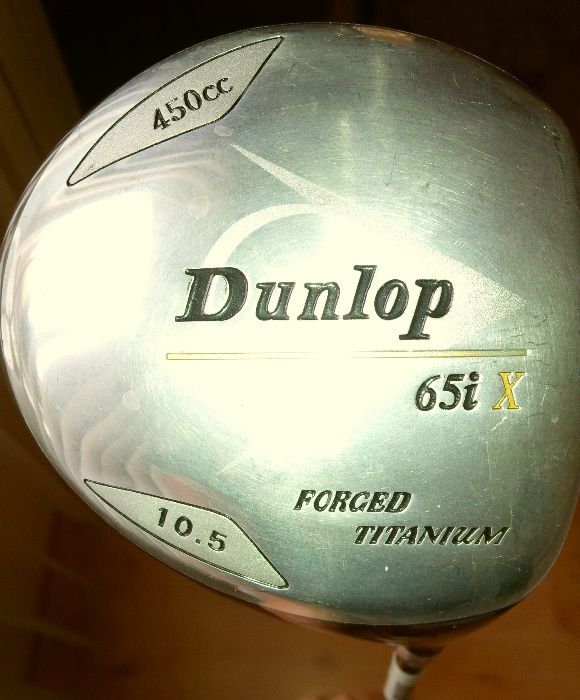 450cc
Dunlop
65i X
FORGED
TITANIUM
10.5